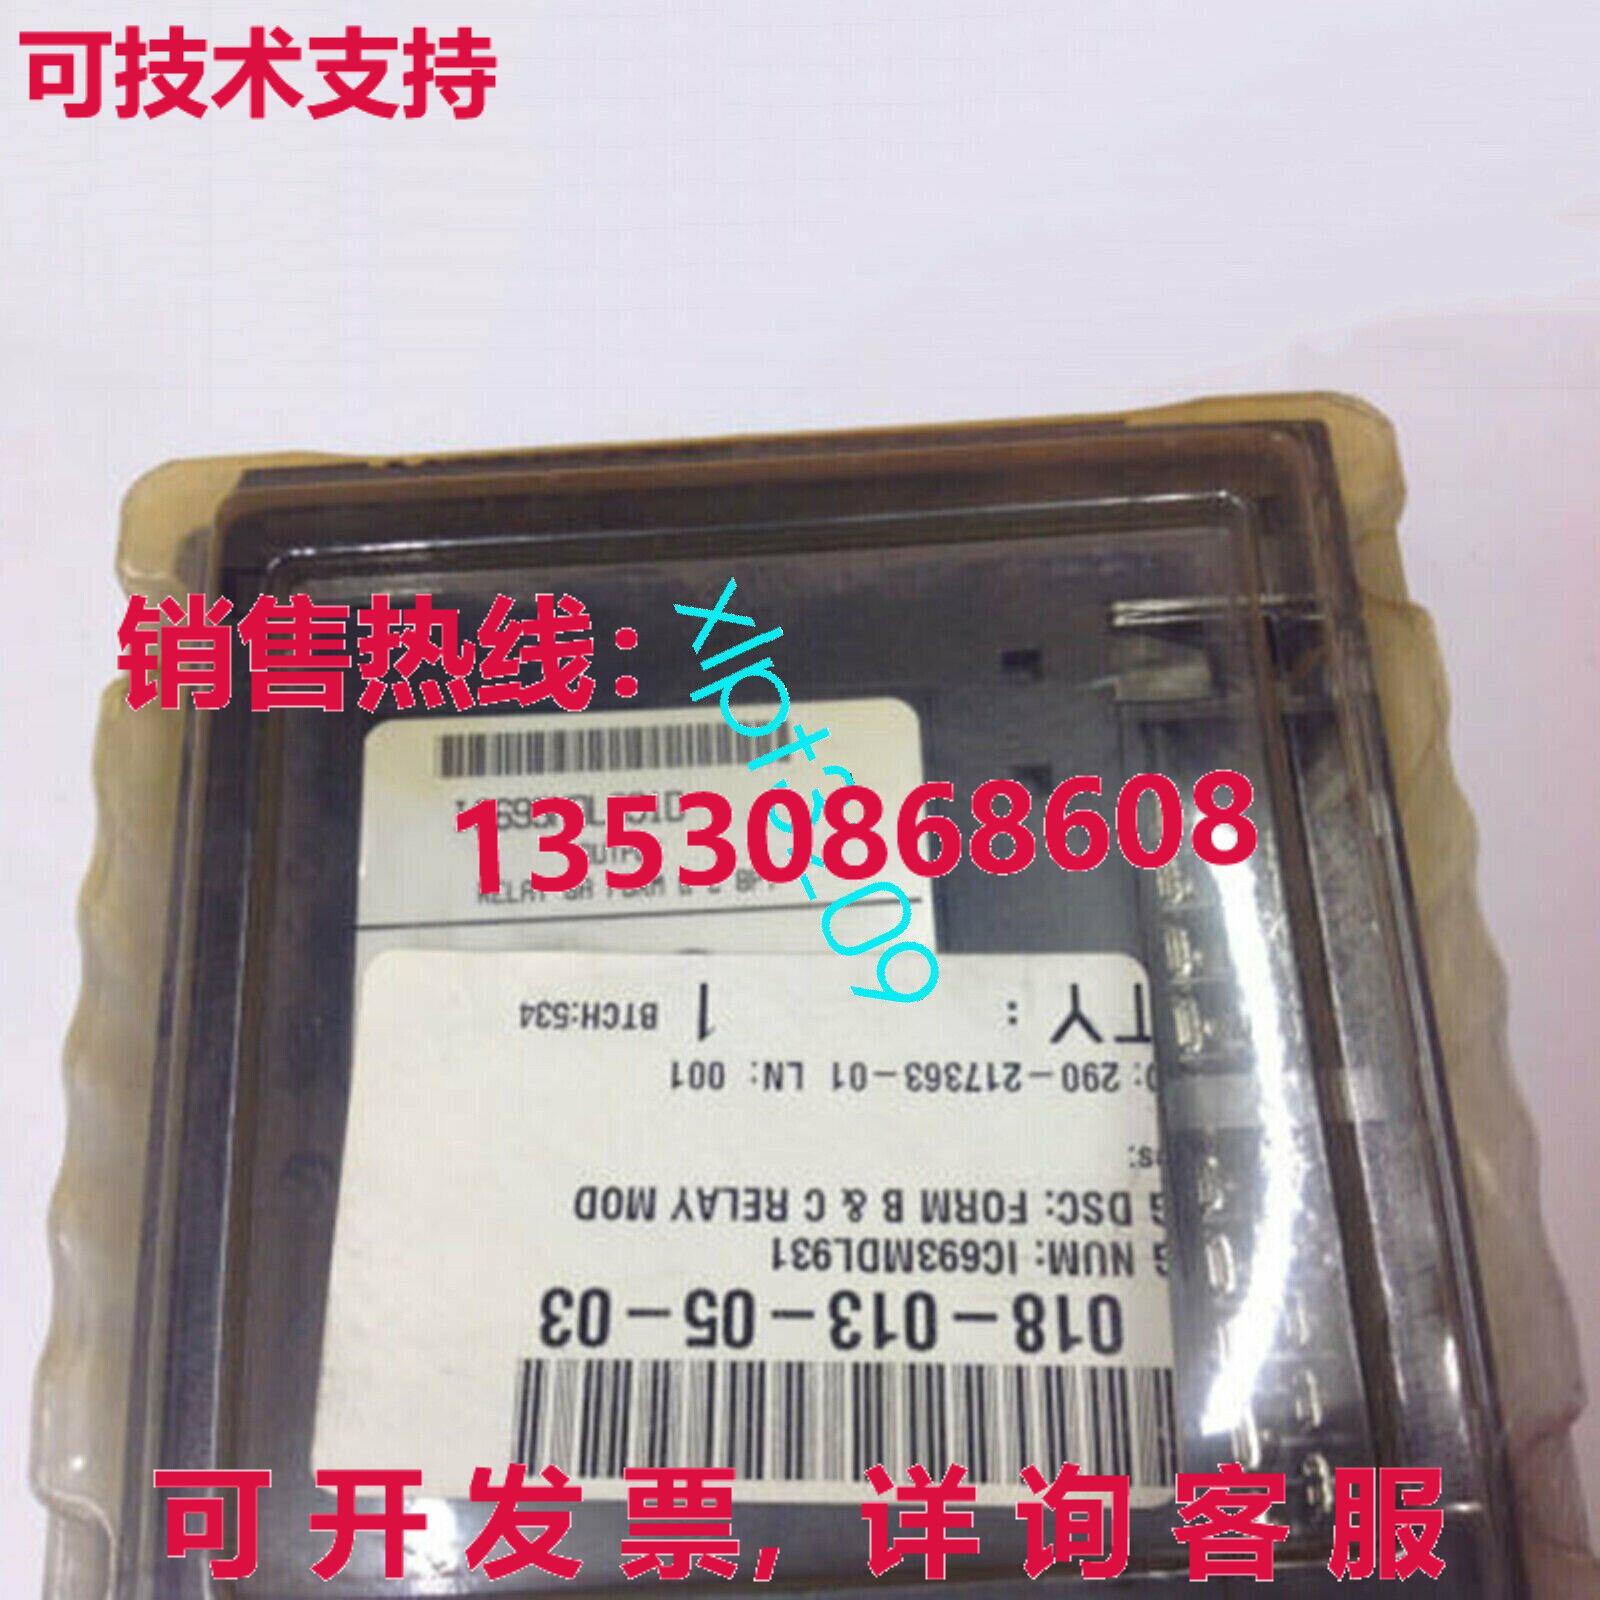 可技术支持
销售热线：
13530868608
xlpt3_09
RELAY 8A FORM B & C 8PT
BTCH:534 1 : TY
: 290-217363-01 LN: 001
s:
G DSC: FORM B & C RELAY MOD
G NUM: IC693MDL931
018-013-05-03
可开发票, 详询客服